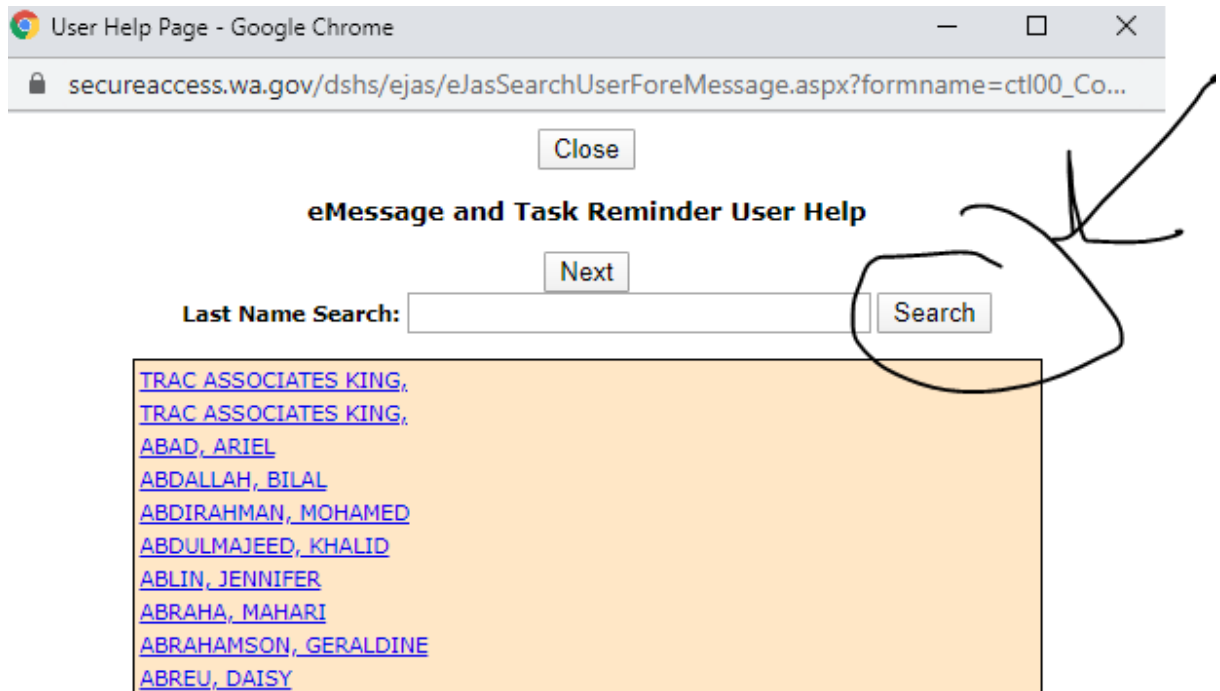 User Help Page - Google Chrome
secureaccess.wa.gov/dshs/ejas/eJasSearchUserForeMessage.aspx?formname=ctl00_Co...
Close
eMessage and Task Reminder User Help
Next
Last Name Search: Search
TRAC ASSOCIATES KING,
TRAC ASSOCIATES KING,
ABAD, ARIEL
ABDALLAH, BILAL
ABDIRAHMAN, MOHAMED
ABDULMAJEED, KHALID
ABLIN, JENNIFER
ABRAHA, MAHARI
ABRAHAMSON, GERALDINE
ABREU, DAISY